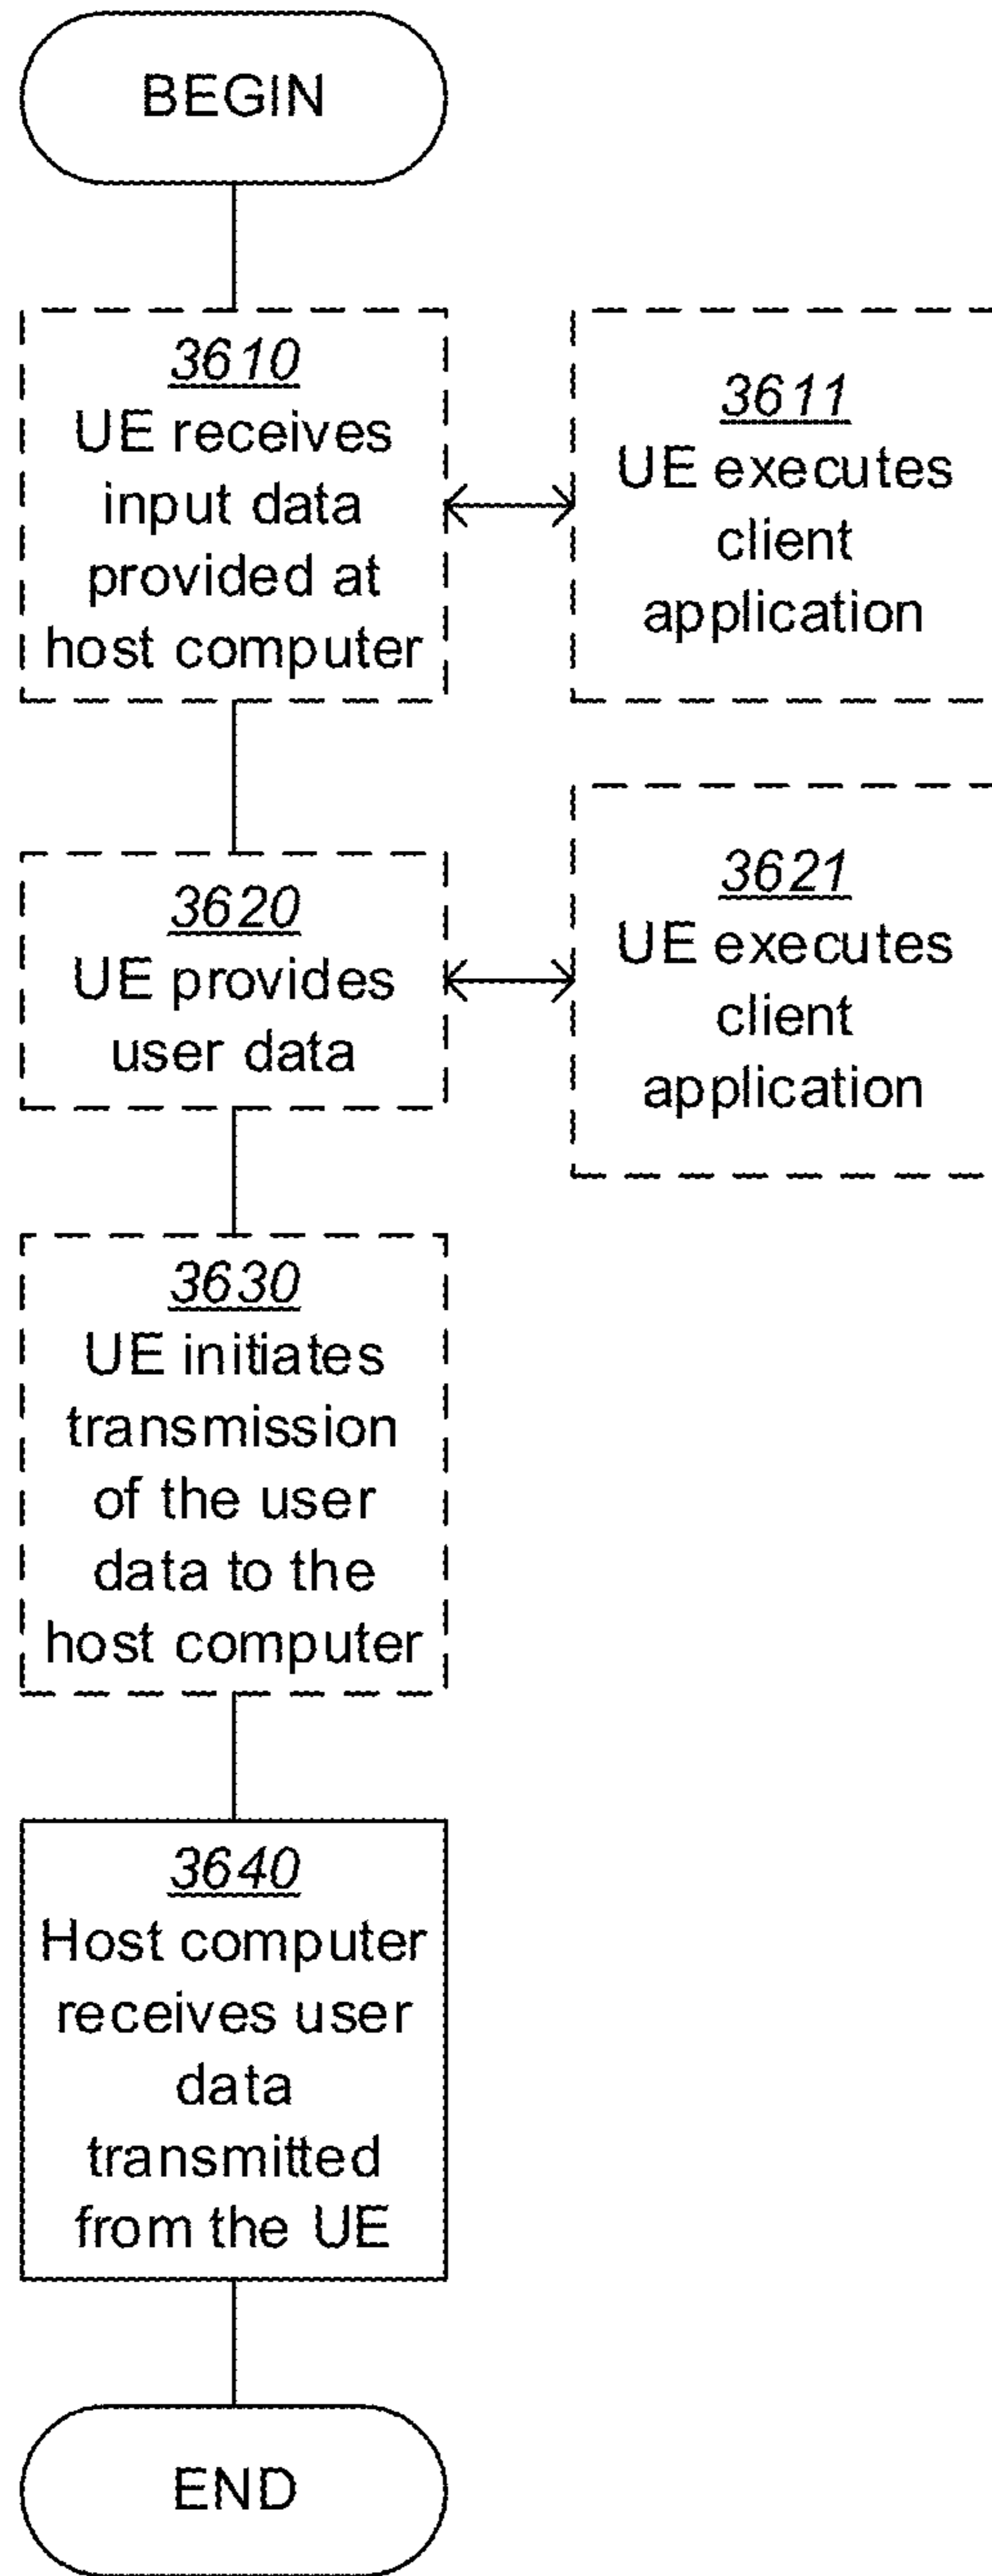 BEGIN
3610
UE receives
input data
provided at
host computer
3611
UE executes
client
application
3620
UE provides
user data
3621
UE executes
client
application
3630
UE initiates
transmission
of the user
data to the
host computer
3640
Host computer
receives user
data
transmitted
from the UE
END